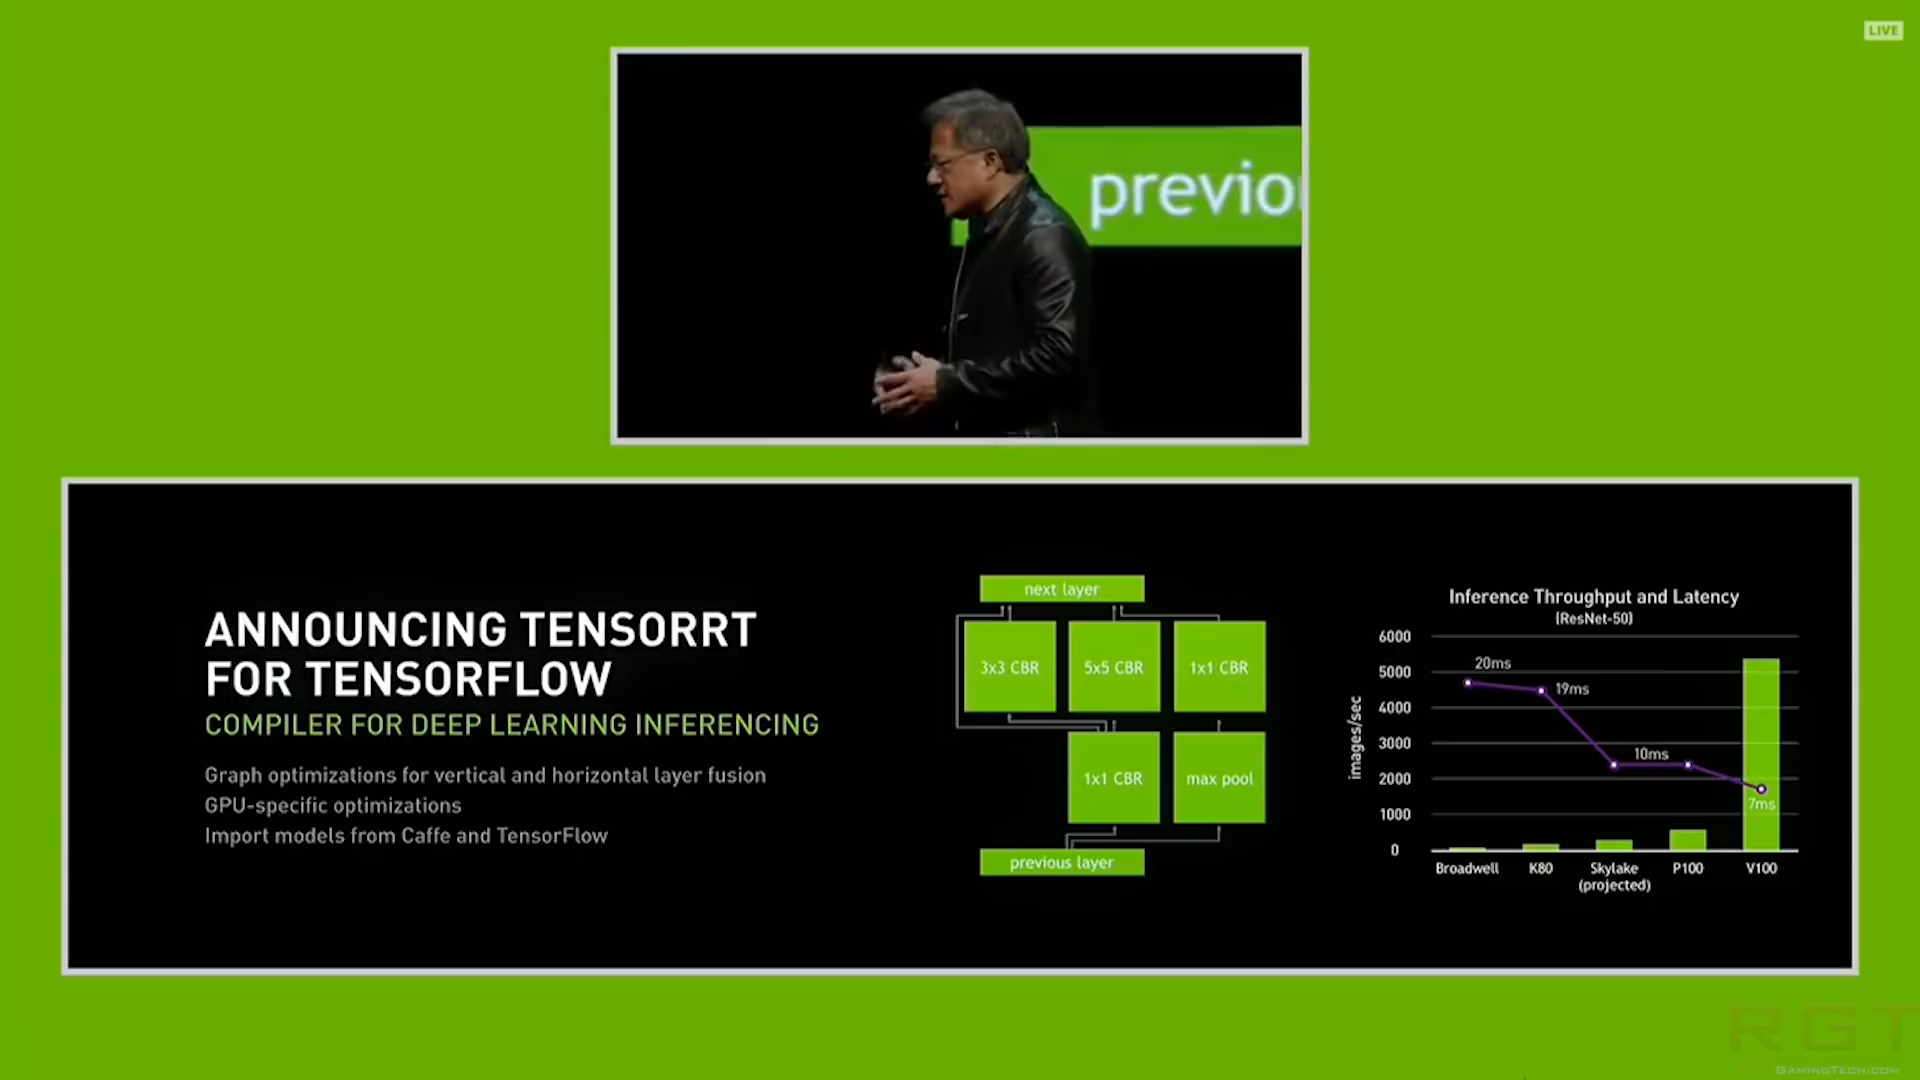 LIVE
previo
ANNOUNCING TENSORRT
FOR TENSORFLOW
COMPILER FOR DEEP LEARNING INFERENCING
Graph optimizations for vertical and horizontal layer fusion
GPU-specific optimizations
Import models from Caffe and TensorFlow
next layer
3x3 CBR
5x5 CBR
1x1 CBR
1x1 CBR
max pool
previous layer
Inference Throughput and Latency
(ResNet-50)
images/sec
6000
5000
4000
3000
2000
1000
0
20ms
19ms
10ms
7ms
Broadwell
K80
Skylake
(projected)
P100
V100
RGT
GAMINGTECH.COM